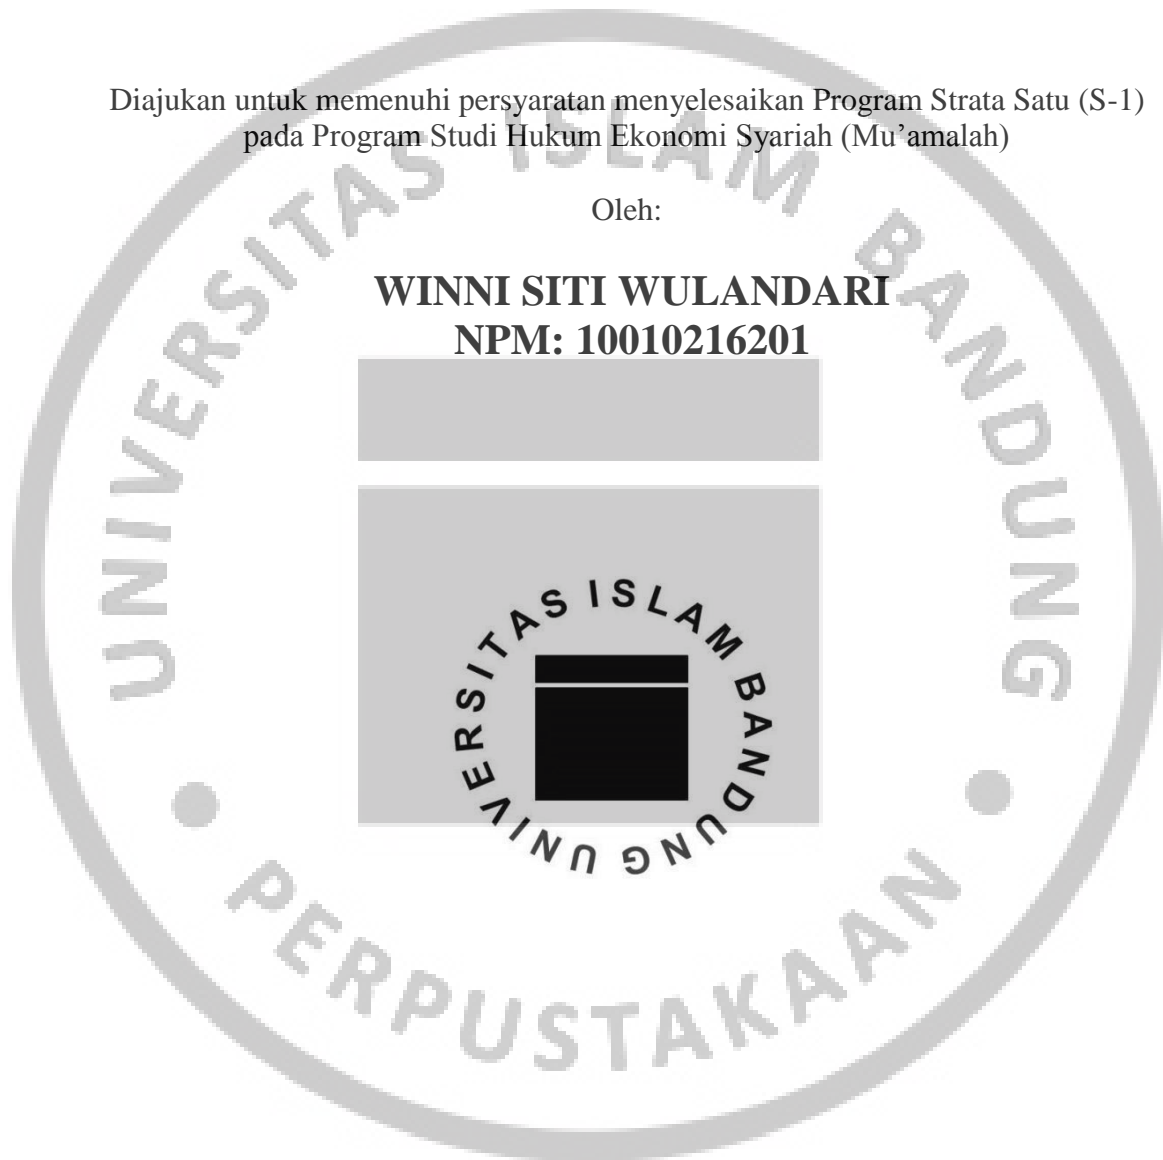 Diajukan untuk memenuhi persyaratan menyelesaikan Program Strata Satu (S-1)
pada Program Studi Hukum Ekonomi Syariah (Mu’amalah)
Oleh:
WINNI SITI WULANDARI
NPM: 10010216201
UNIVERSITAS ISLAM BANDUNG
UNIVERSITAS ISLAM BANDUNG
PERPUSTAKAAN